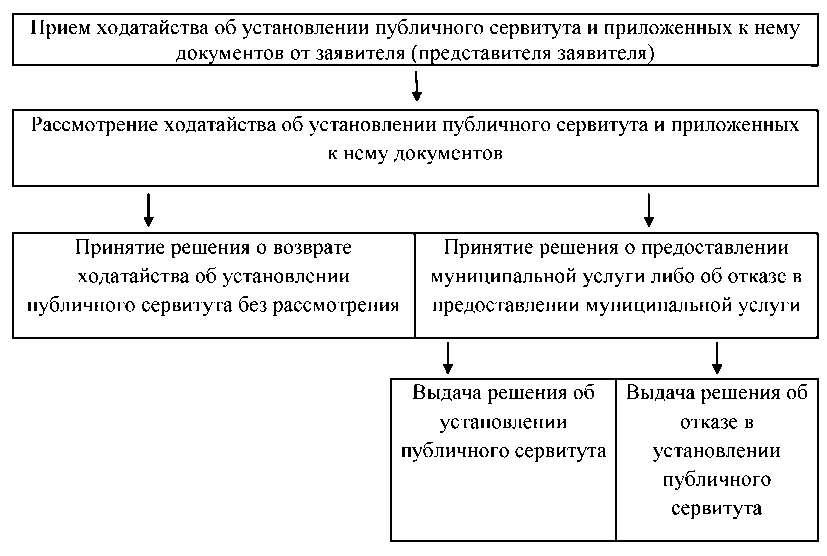 Прием ходатайства об установлении публичного сервитута и приложенных к нему
документов от заявителя (представителя заявителя)
Рассмотрение ходатайства об установлении публичного сервитута и приложенных
к нему документов
Принятие решения о возврате
ходатайства об установлении
публичного сервитута без рассмотрения
Принятие решения о предоставлении
муниципальной услуги либо об отказе в
предоставлении муниципальной услуги
Выдача решения об
установлении
публичного сервитута
Выдача решения об
отказе в
установлении
публичного
сервитута